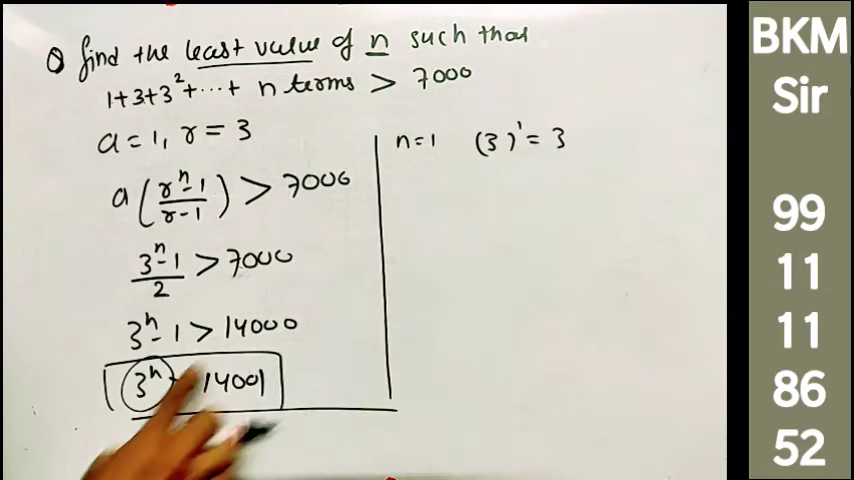 Q find the least value of n such that
1+3+3²+...+ n terms > 7000
a=1, r=3
a(rⁿ-1/r-1) > 7000
3ⁿ-1/2 > 7000
3ⁿ-1 > 14000
3ⁿ 14001
n=1 (3)¹ = 3
BKM
Sir
99
11
11
86
52